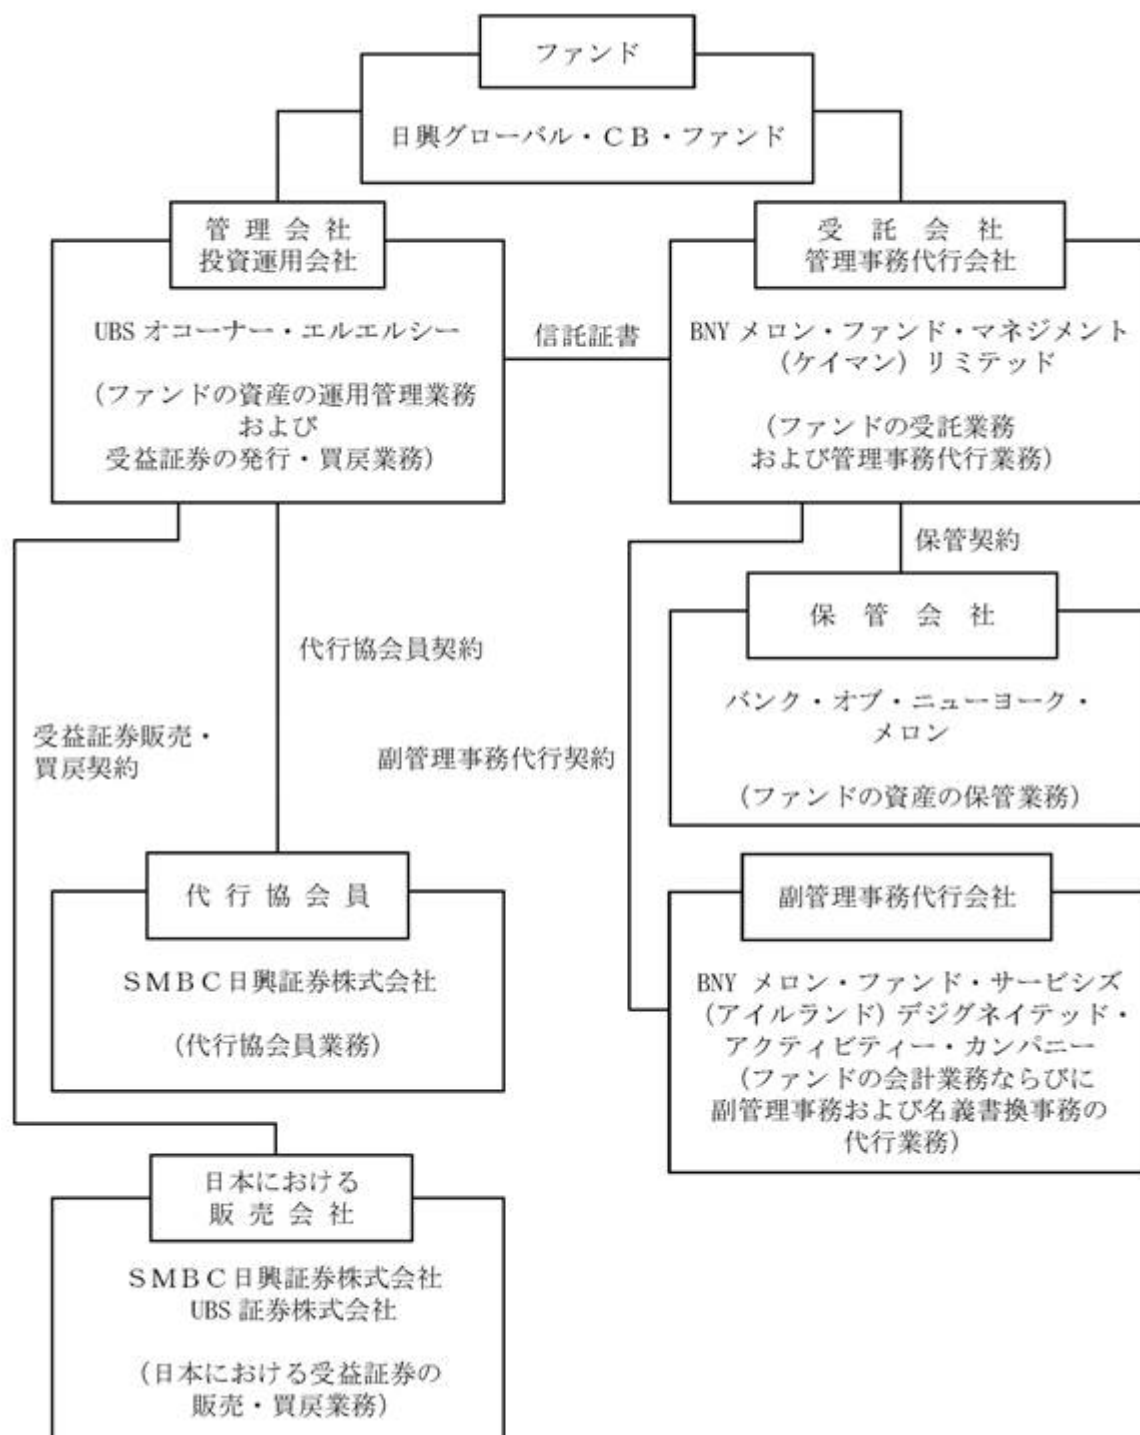 ファンド
日興グローバル・ＣＢ・ファンド
管 理 会 社
投資運用会社
UBS オコーナー・エルエルシー
（ファンドの資産の運用管理業務
および
受益証券の発行・買戻業務）
信託証書
受 託 会 社
管理事務代行会社
BNY メロン・ファンド・マネジメント
（ケイマン）リミテッド
（ファンドの受託業務
および管理事務代行業務）
保管契約
保 管 会 社
バンク・オブ・ニューヨーク・
メロン
（ファンドの資産の保管業務）
代行協会員契約
受益証券販売・
買戻契約
副管理事務代行契約
代 行 協 会 員
ＳＭＢＣ日興証券株式会社
（代行協会員業務）
副管理事務代行会社
BNY メロン・ファンド・サービシズ
（アイルランド）デジグネイテッド・
アクティビティー・カンパニー
（ファンドの会計業務ならびに
副管理事務および名義書換事務の
代行業務）
日本における
販 売 会 社
ＳＭＢＣ日興証券株式会社
UBS 証券株式会社
（日本における受益証券の
販売・買戻業務）